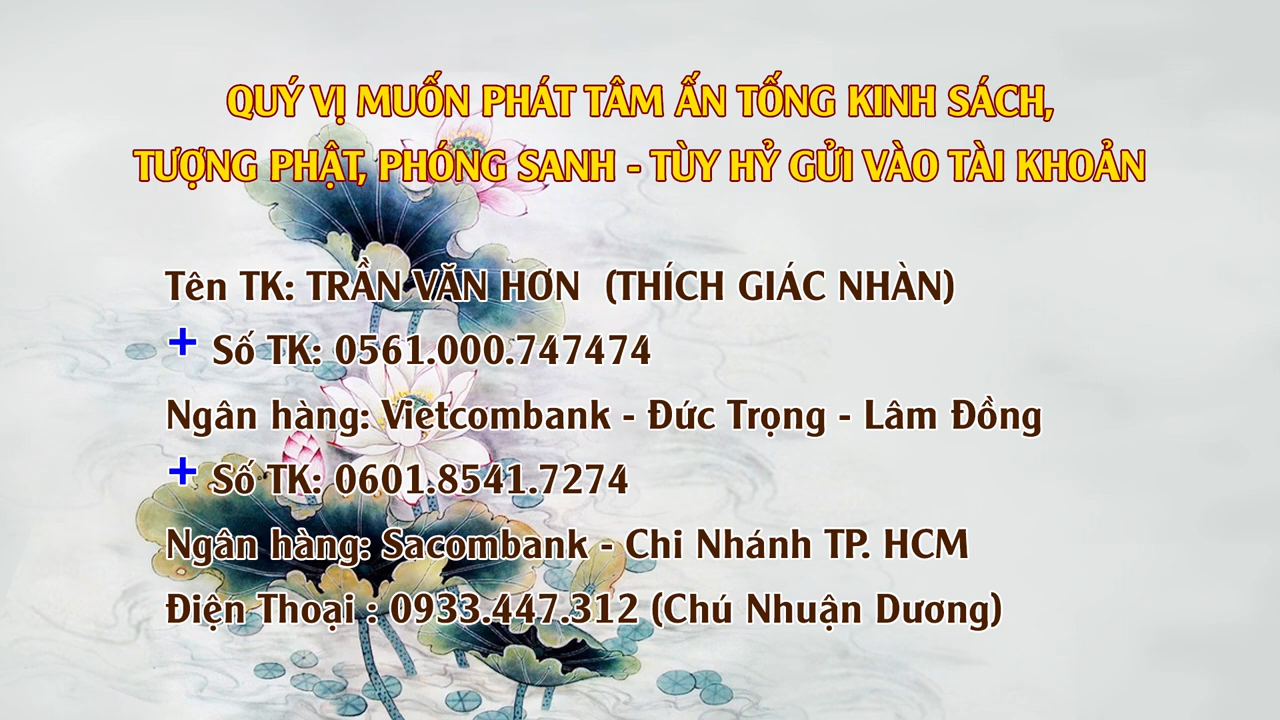 QUÝ VỊ MUỐN PHÁT TÂM ẤN TỐNG KINH SÁCH,
TƯỢNG PHẬT, PHÓNG SANH - TÙY HỶ GỬI VÀO TÀI KHOẢN
Tên TK: TRẦN VĂN HƠN (THÍCH GIÁC NHÀN)
+ Số TK: 0561.000.747474
Ngân hàng: Vietcombank - Đức Trọng - Lâm Đồng
+ Số TK: 0601.8541.7274
Ngân hàng: Sacombank - Chi Nhánh TP. HCM
Điện Thoại : 0933.447.312 (Chú Nhuận Dương)